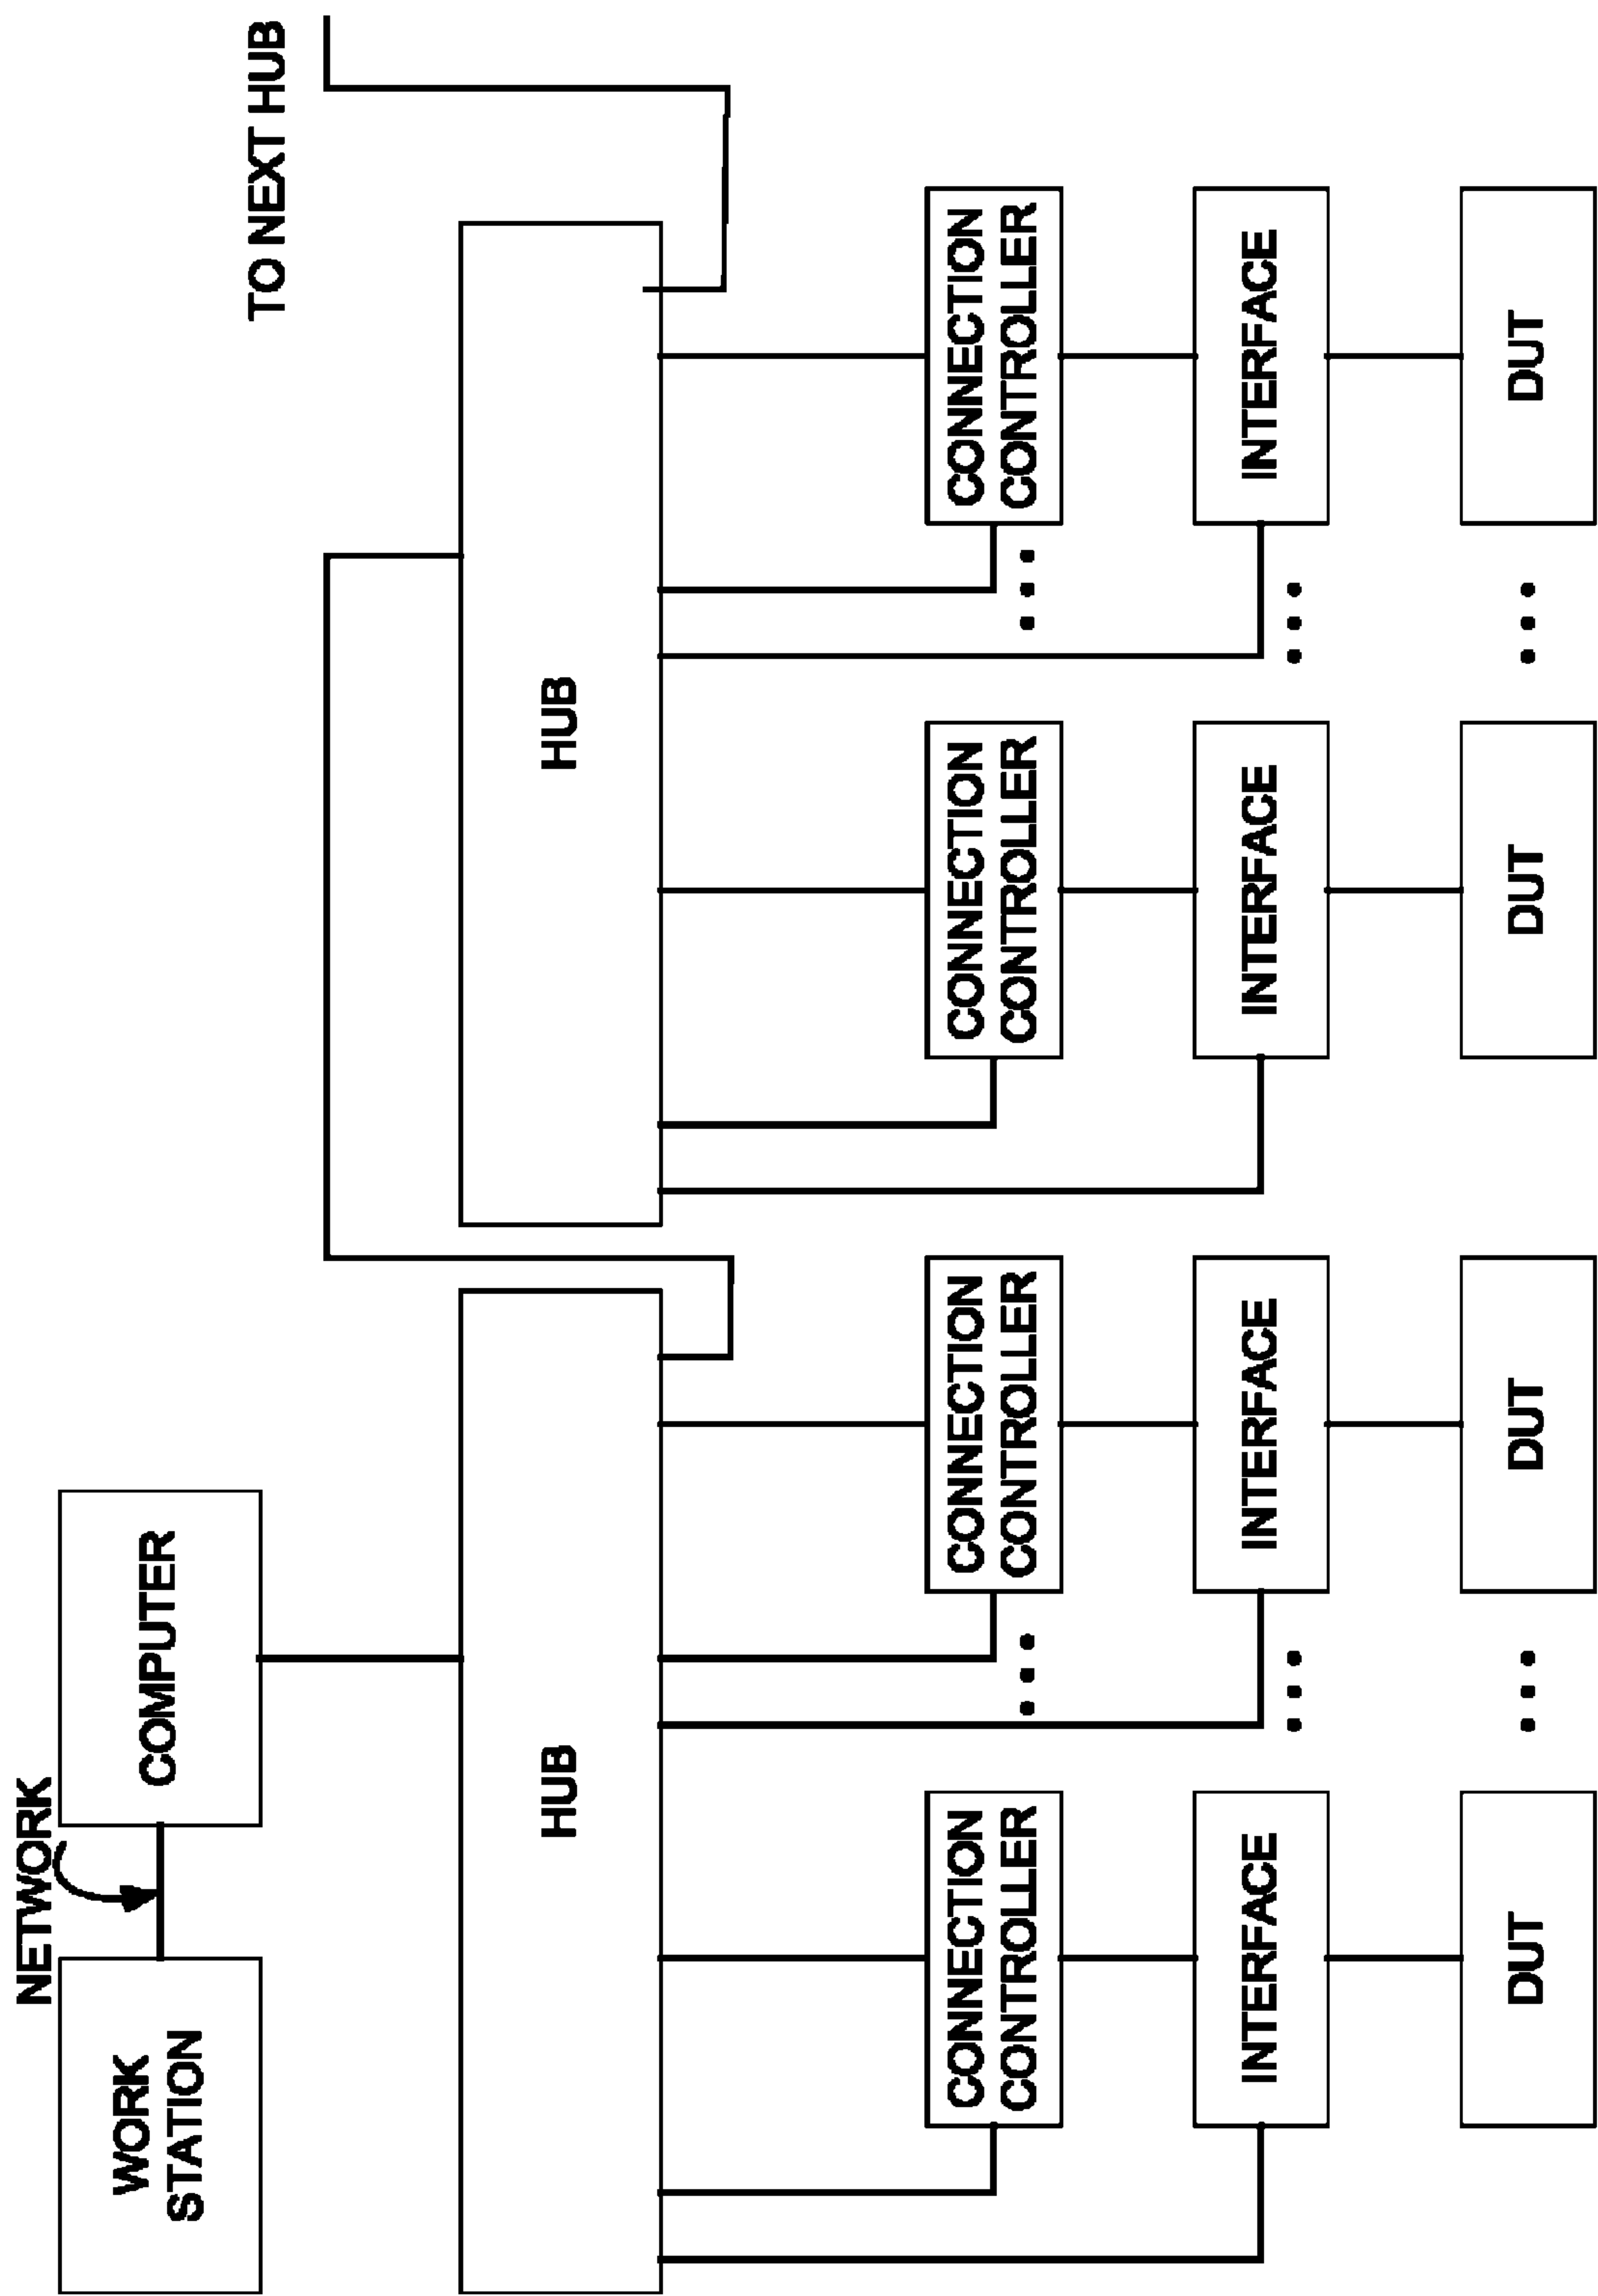 NETWORK
WORK
STATION
COMPUTER
TO NEXT HUB
HUB
HUB
CONNECTION
CONTROLLER
CONNECTION
CONTROLLER
CONNECTION
CONTROLLER
CONNECTION
CONTROLLER
INTERFACE
INTERFACE
INTERFACE
INTERFACE
DUT
DUT
DUT
DUT